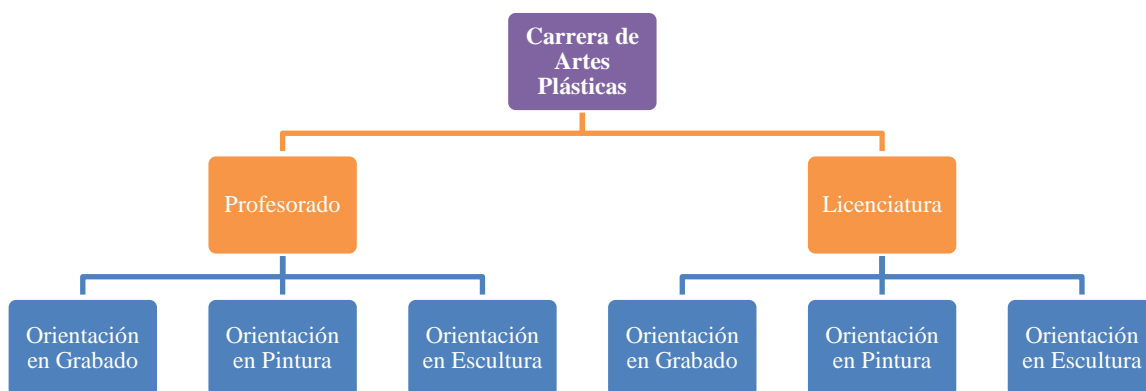 Carrera de
Artes
Plásticas
Profesorado
Licenciatura
Orientación
en Grabado
Orientación
en Pintura
Orientación
en Escultura
Orientación
en Grabado
Orientación
en Pintura
Orientación
en Escultura